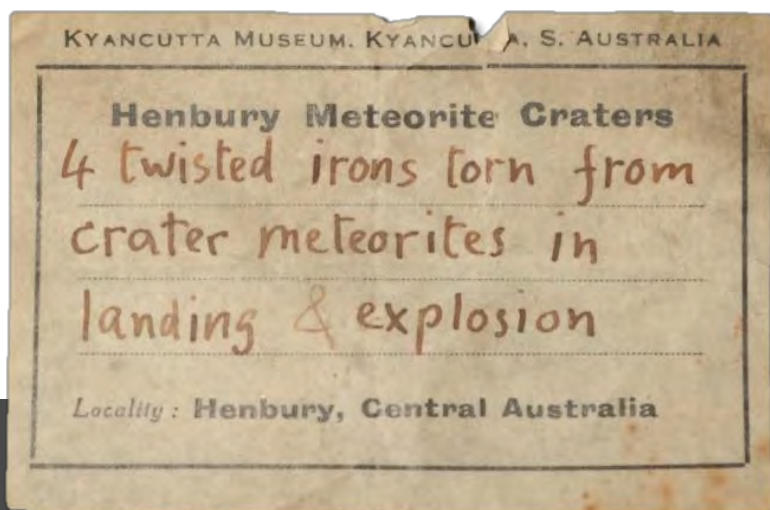 KYANCUTTA MUSEUM. KYANCU A, S. AUSTRALIA
Henbury Meteorite Craters
4 twisted irons torn from
crater meteorites in
landing & explosion
Locality: Henbury, Central Australia